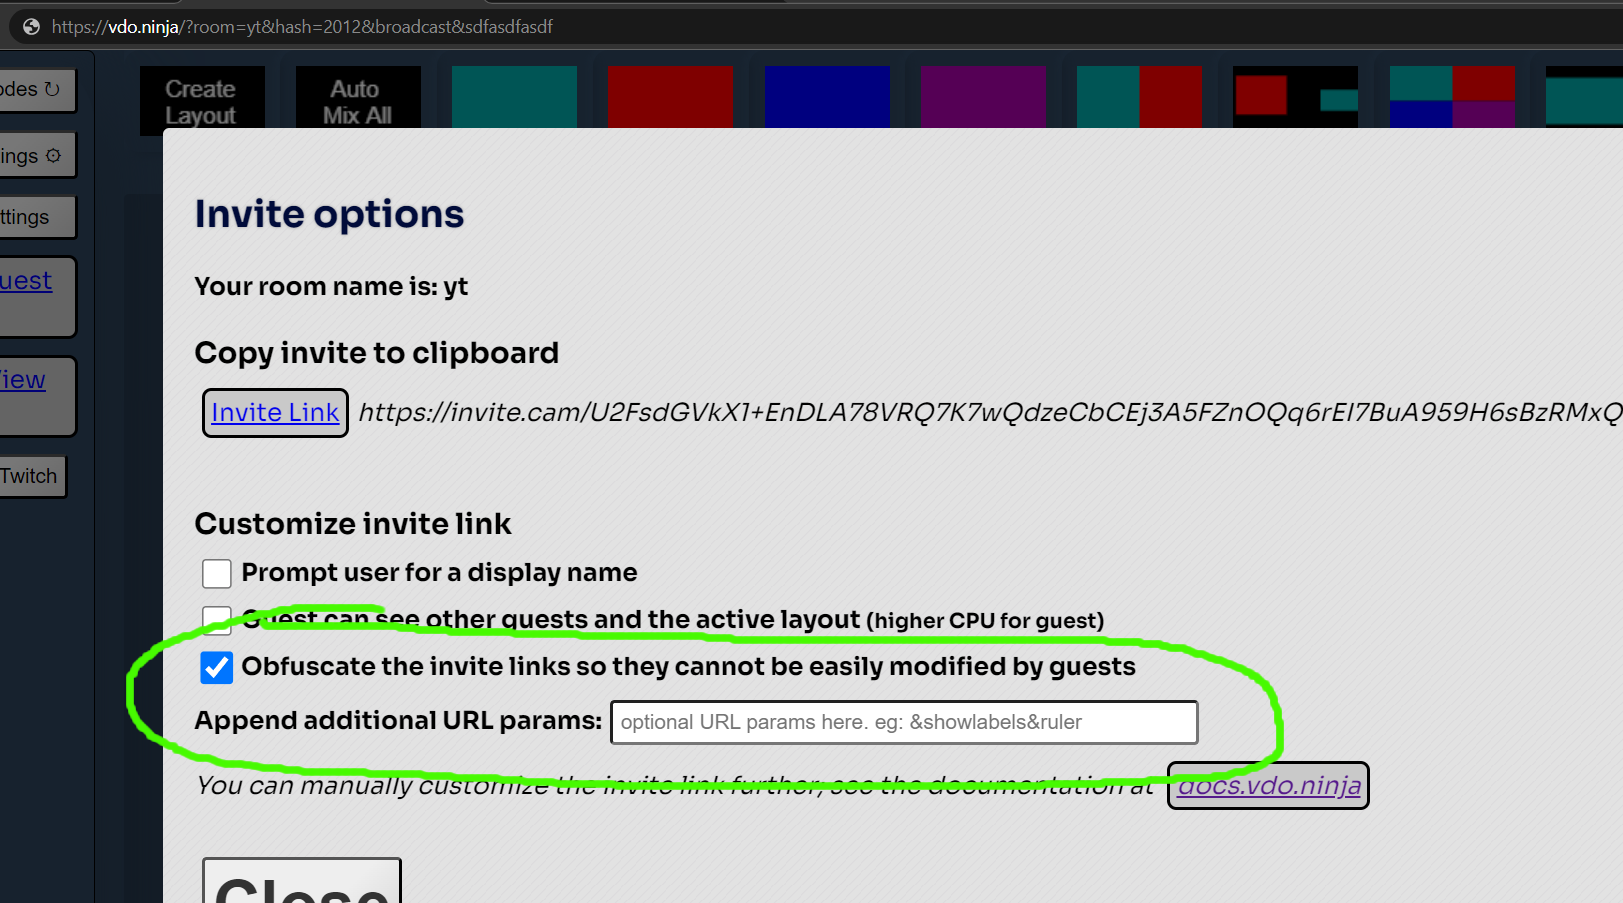 https://vdo.ninja/?room=yt&hash=2012&broadcast&sdfasdfasdf
odes ↻
Create Layout
Auto Mix All
ings ⚙
ttings
uest
iew
Twitch
Invite options
Your room name is: yt
Copy invite to clipboard
Invite Link https://invite.cam/U2FsdGVkX1+EnDLA78VRQ7K7wQdzeCbCEj3A5FZnOQq6rEI7BuA959H6sBzRMxQ
Customize invite link
Prompt user for a display name
Guest can see other guests and the active layout (higher CPU for guest)
Obfuscate the invite links so they cannot be easily modified by guests
Append additional URL params: optional URL params here. eg: &showlabels&ruler
You can manually customize the invite link further; see the documentation at docs.vdo.ninja
Close